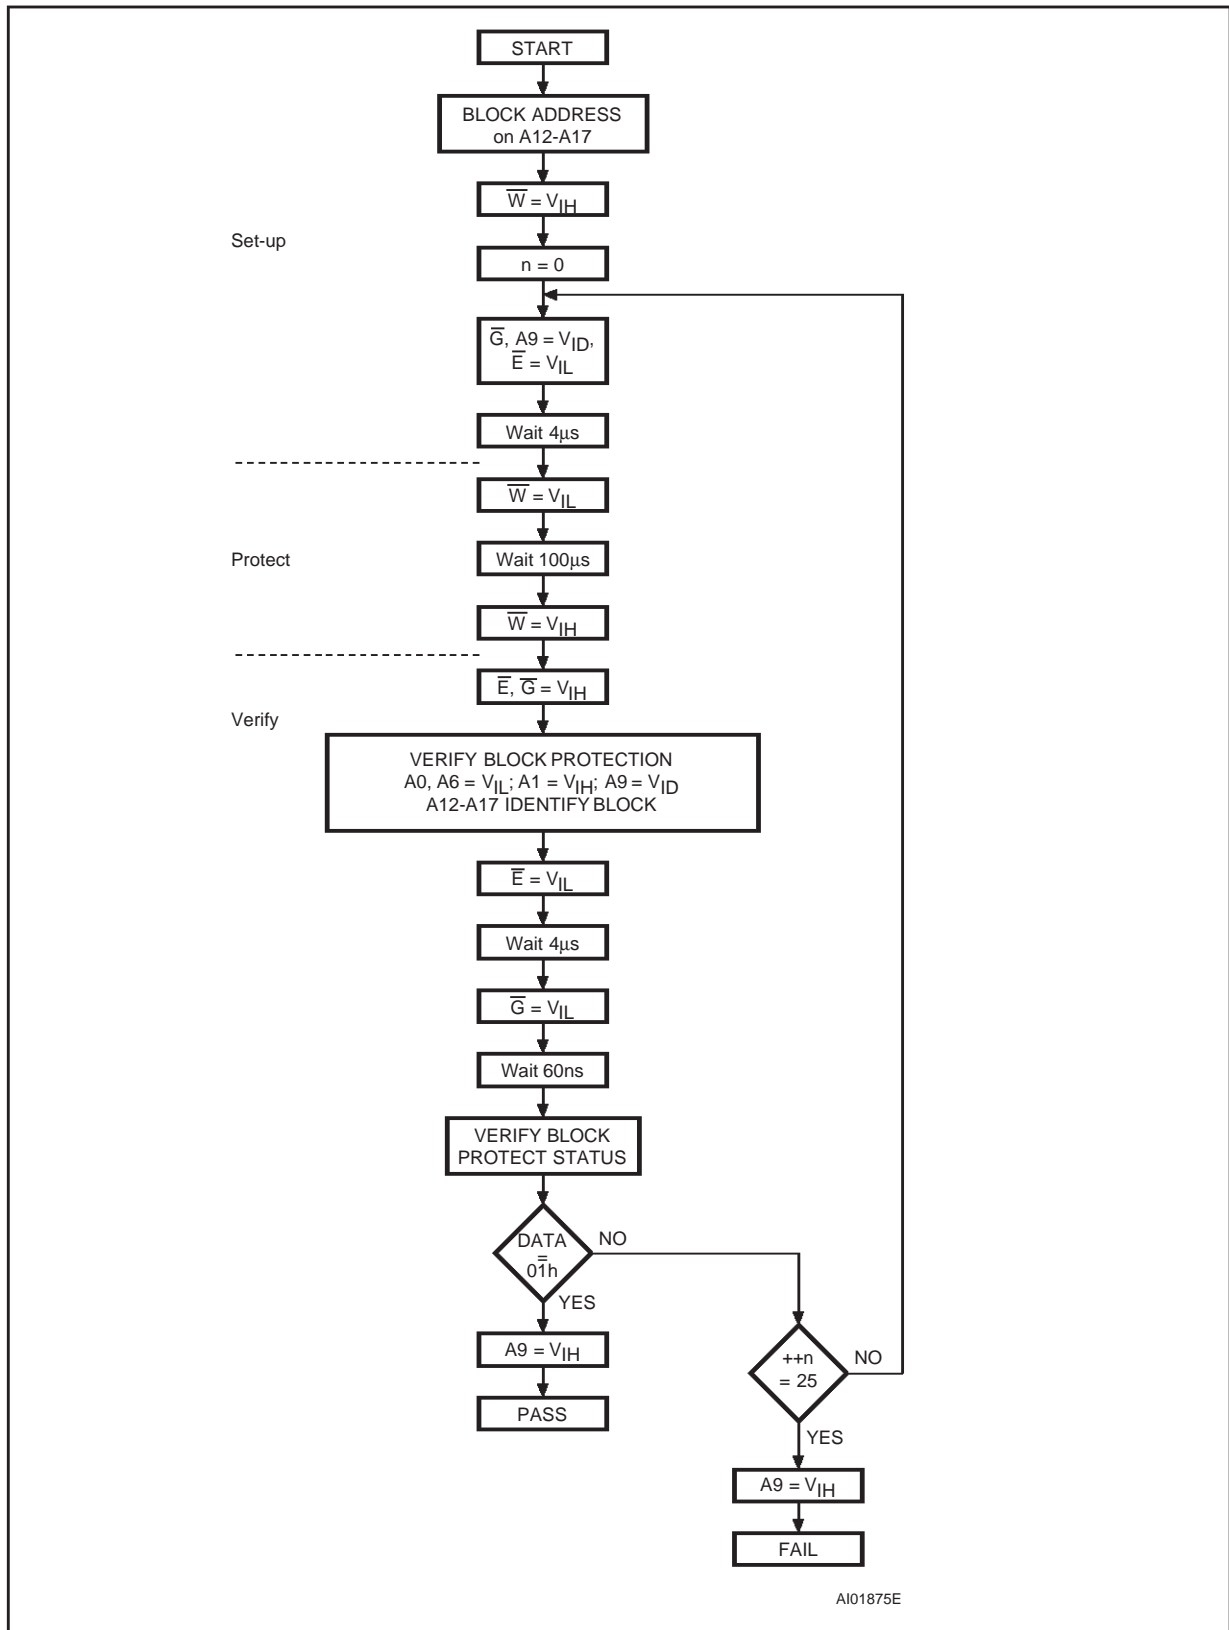 START
BLOCK ADDRESS
on A12-A17
W̅ = VIH
Set-up
n = 0
G̅, A9 = VID,
E̅ = VIL
Wait 4µs
W̅ = VIL
Protect
Wait 100µs
W̅ = VIH
E̅, G̅ = VIH
Verify
VERIFY BLOCK PROTECTION
A0, A6 = VIL; A1 = VIH; A9 = VID
A12-A17 IDENTIFY BLOCK
E̅ = VIL
Wait 4µs
G̅ = VIL
Wait 60ns
VERIFY BLOCK
PROTECT STATUS
DATA
=
01h
NO
YES
A9 = VIH
PASS
++n
= 25
NO
YES
A9 = VIH
FAIL
AI01875E